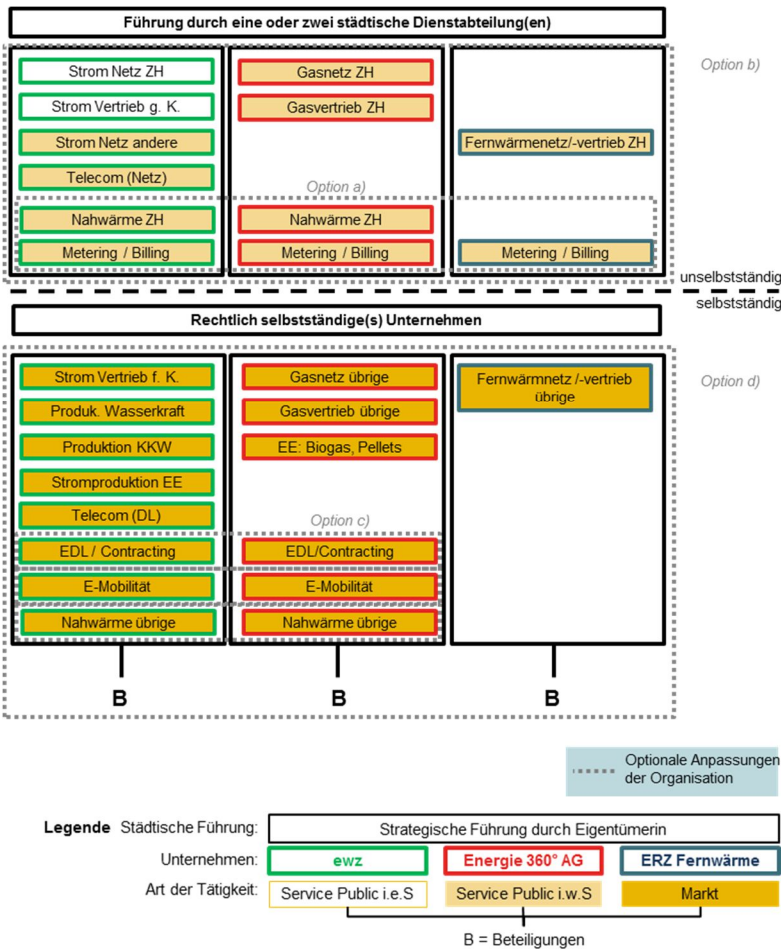 Führung durch eine oder zwei städtische Dienstabteilung(en)
Option b)
Strom Netz ZH
Gasnetz ZH
Strom Vertrieb g. K.
Gasvertrieb ZH
Strom Netz andere
Fernwärmenetz/-vertrieb ZH
Telecom (Netz)
Option a)
Nahwärme ZH
Nahwärme ZH
Metering / Billing
Metering / Billing
Metering / Billing
unselbstständig
selbstständig
Rechtlich selbstständige(s) Unternehmen
Option d)
Strom Vertrieb f. K.
Gasnetz übrige
Fernwärmnetz /-vertrieb
übrige
Produk. Wasserkraft
Gasvertrieb übrige
Produktion KKW
EE: Biogas, Pellets
Stromproduktion EE
Telecom (DL)
Option c)
EDL / Contracting
EDL/Contracting
E-Mobilität
E-Mobilität
Nahwärme übrige
Nahwärme übrige
B
B
B
Optionale Anpassungen
der Organisation
Legende Städtische Führung:
Strategische Führung durch Eigentümerin
Unternehmen:
ewz
Energie 360° AG
ERZ Fernwärme
Art der Tätigkeit:
Service Public i.e.S
Service Public i.w.S
Markt
B = Beteiligungen